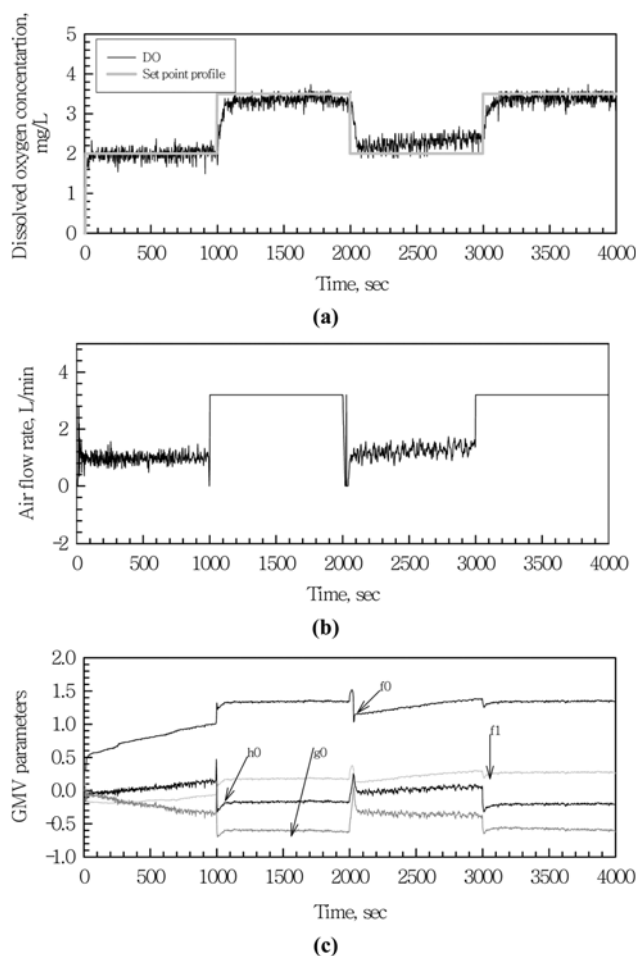 5
4
3
2
1
0
Dissolved oxygen concentartion,
mg/L
DO
Set point profile
0 500 1000 1500 2000 2500 3000 3500 4000
Time, sec
(a)
4
2
0
-2
Air flow rate, L/min
0 500 1000 1500 2000 2500 3000 3500 4000
Time, sec
(b)
2.0
1.5
1.0
0.5
0.0
-0.5
-1.0
GMV parameters
f0
f1
h0
g0
0 500 1000 1500 2000 2500 3000 3500 4000
Time, sec
(c)